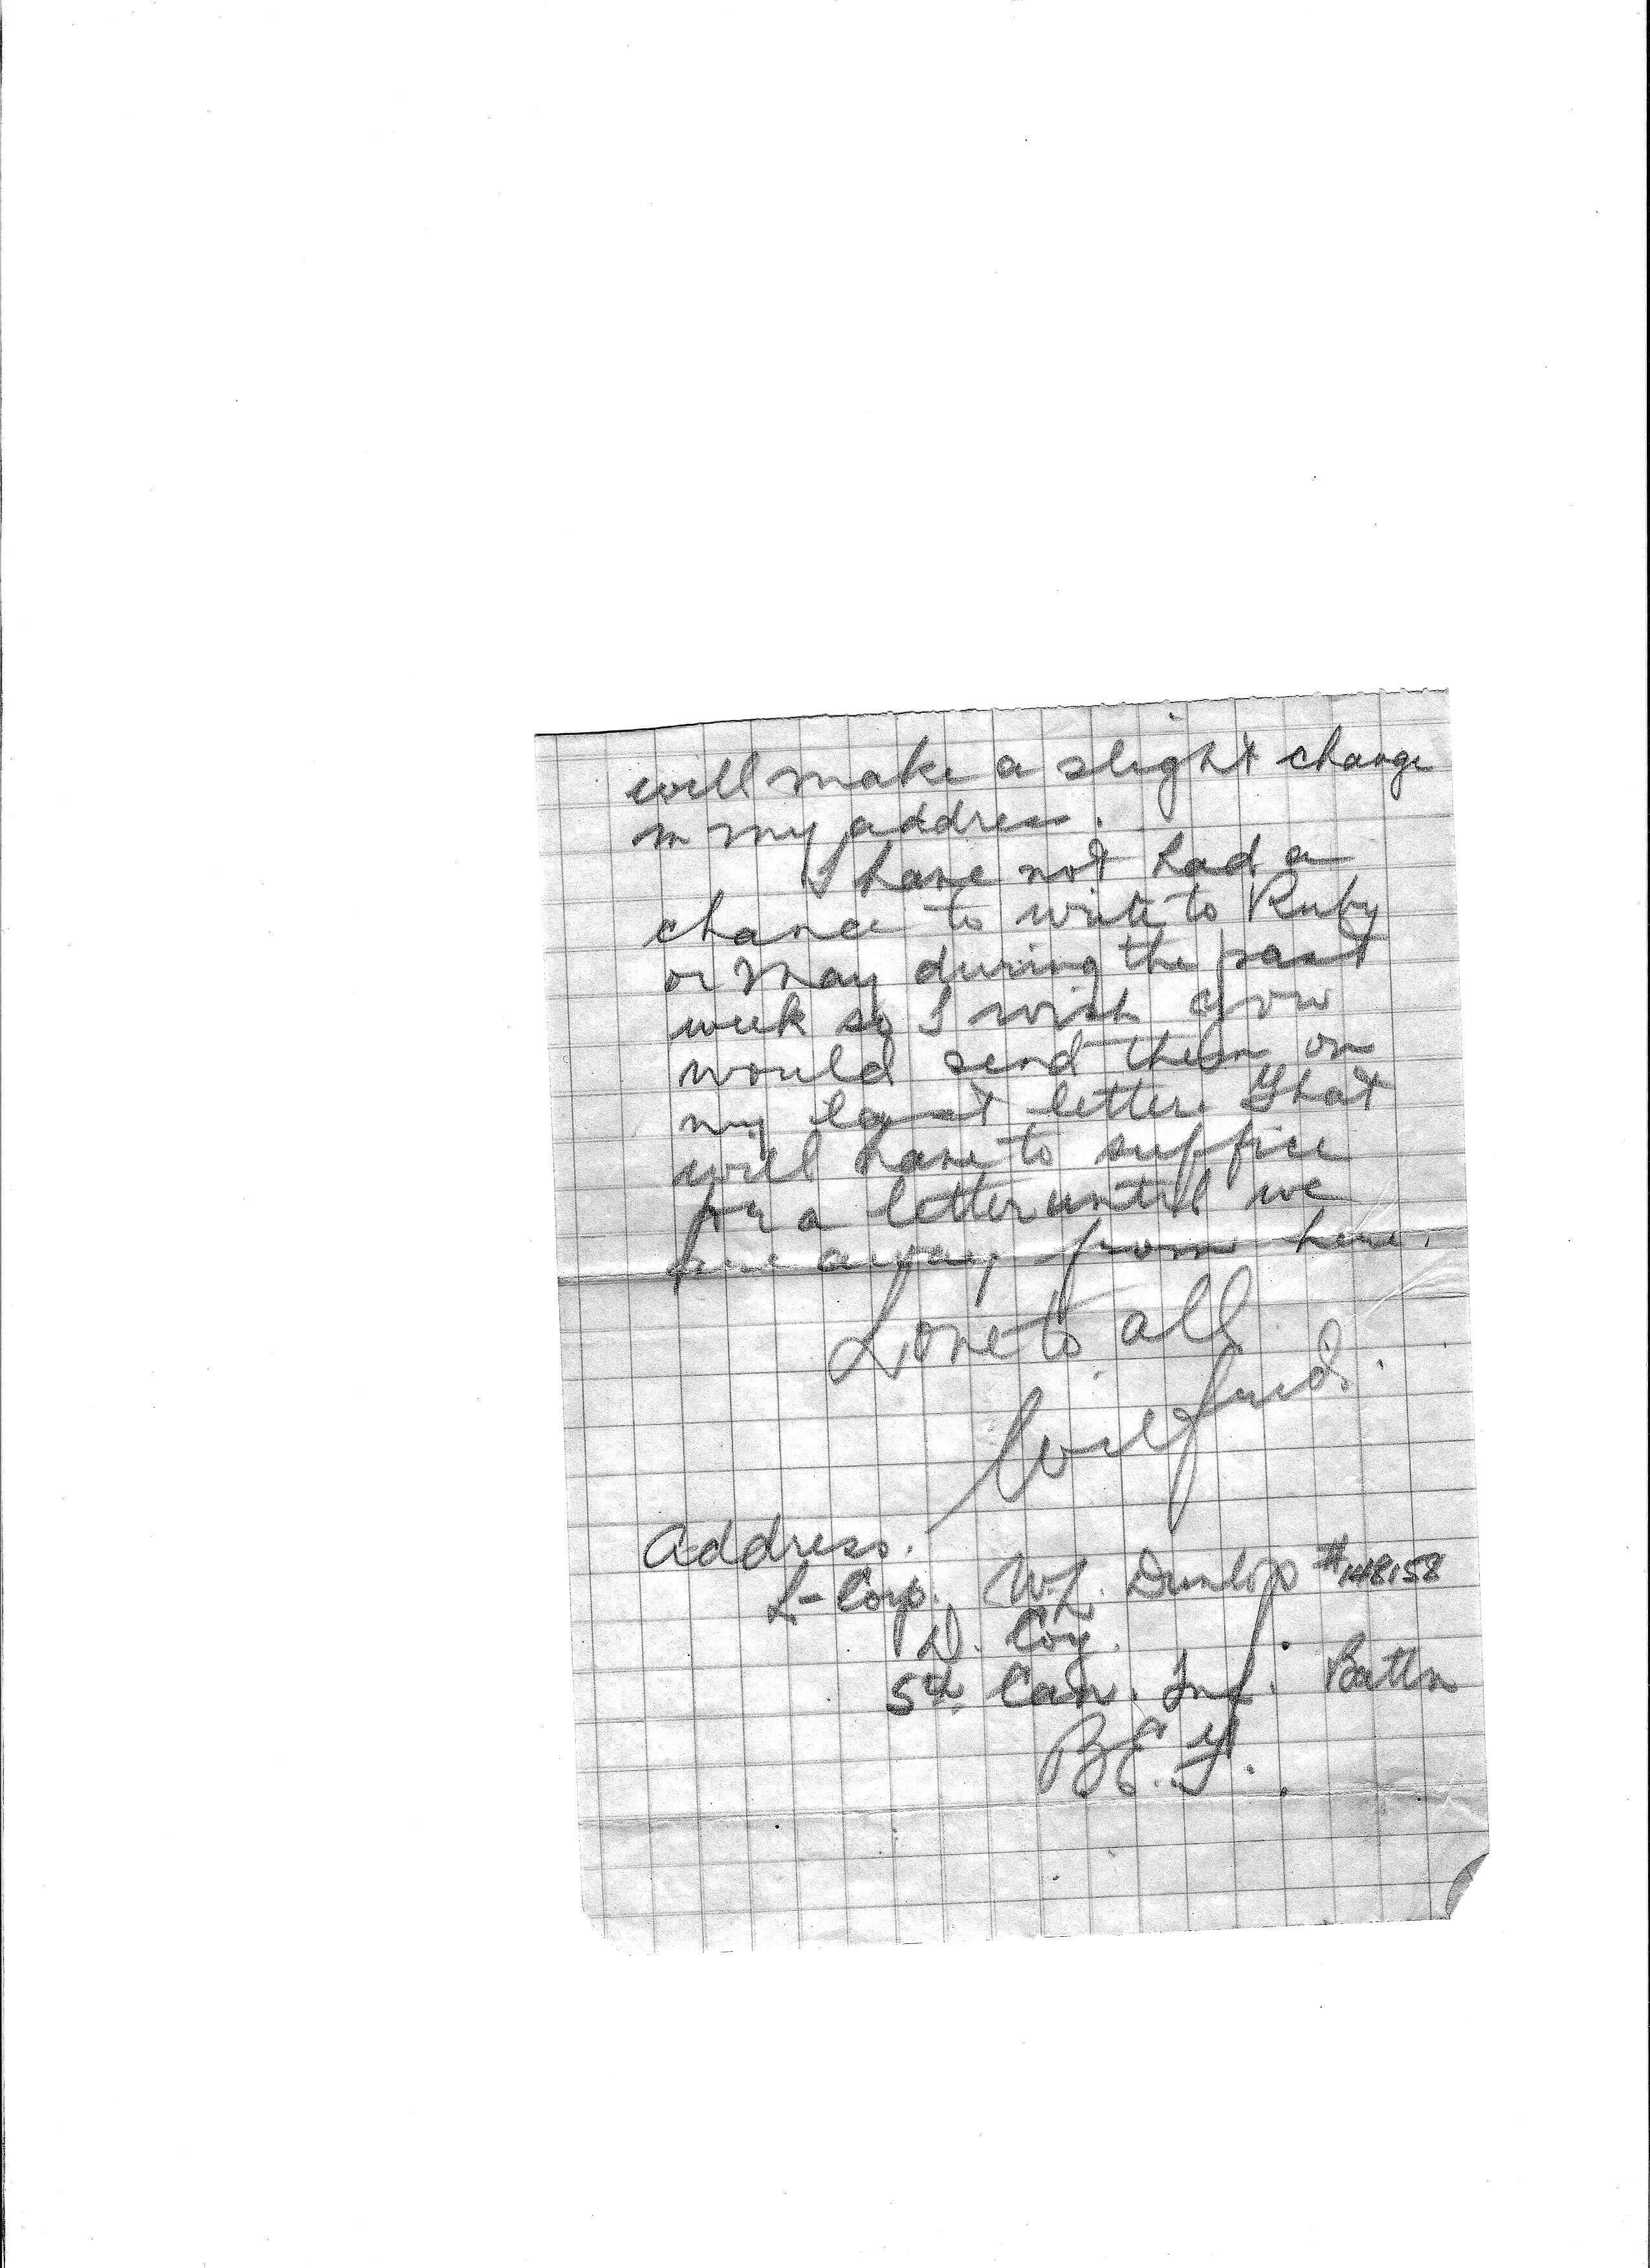 will make a slight change
in my address.
I have not had a
chance to write to Ruby
or May during the past
week so I wish you
would send them on
my last letter. That
will have to suffice
for a letter until we
are away from here.
Love to all
Wilfred.
Address.
L-Corp. W.L. Dunlop #148158
D. Coy.
5th Can. Inf. Battn
B.E.F.